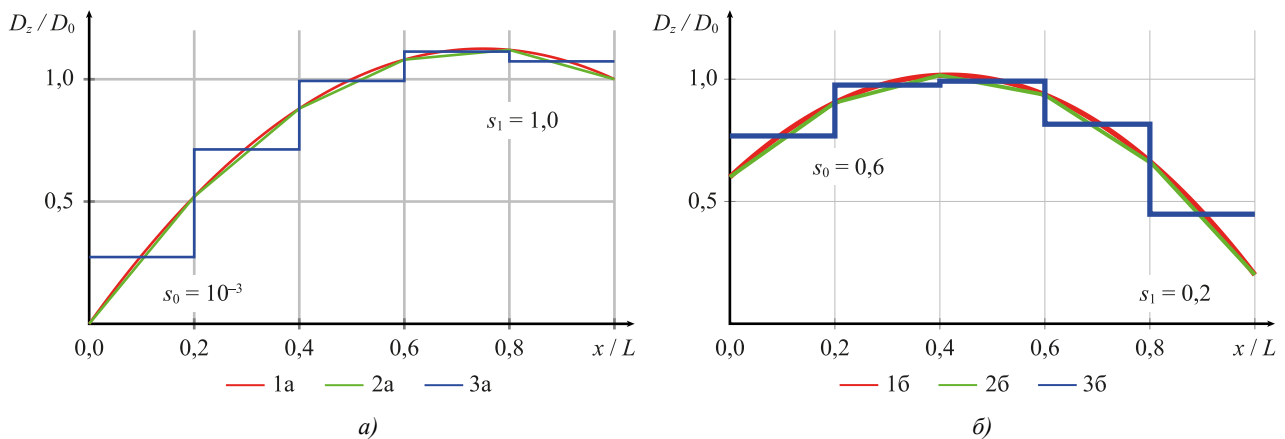 D_z / D_0
1,0
0,5
s_1 = 1,0
s_0 = 10^{–3}
0,0 0,2 0,4 0,6 0,8 x / L
1а 2а 3а
а)
D_z / D_0
1,0
0,5
s_0 = 0,6
s_1 = 0,2
0,0 0,2 0,4 0,6 0,8 x / L
1б 2б 3б
б)